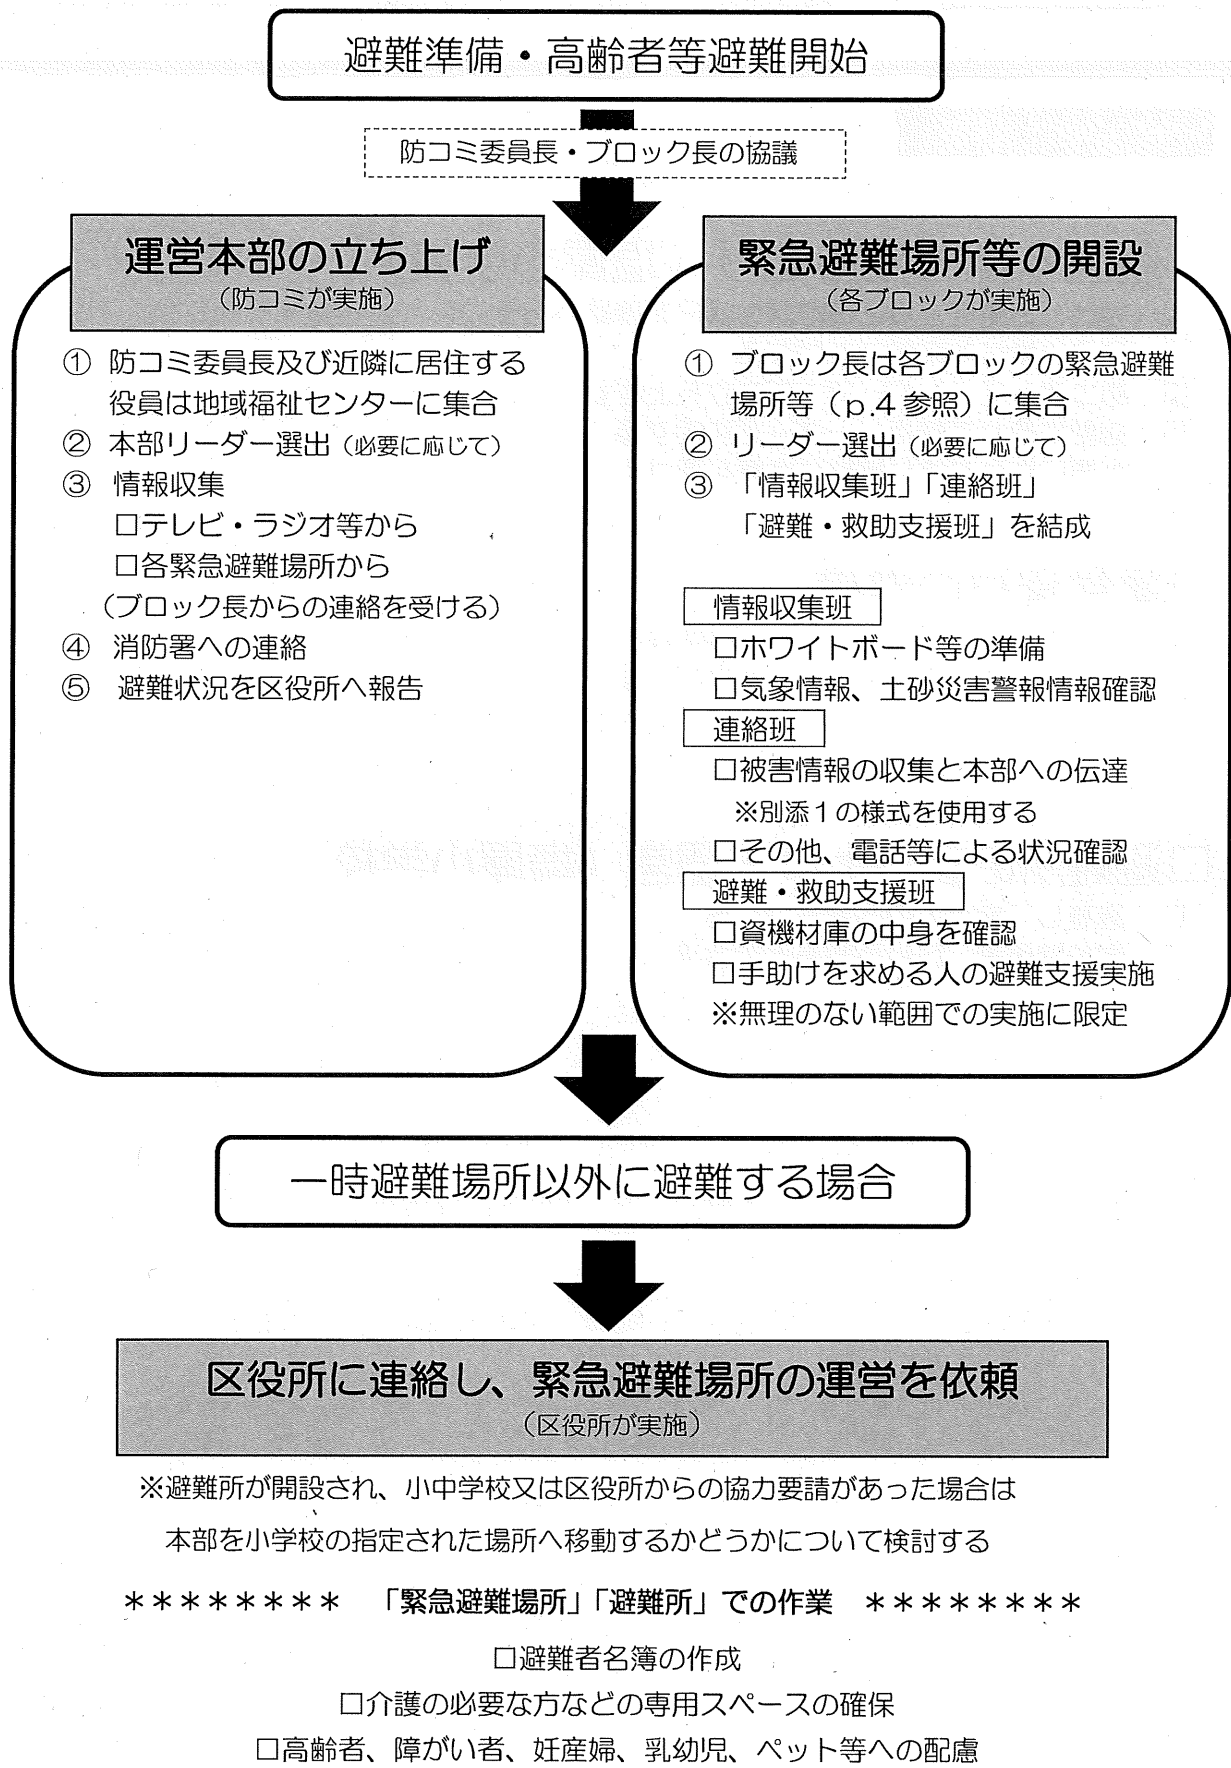 避難準備・高齢者等避難開始
防コミ委員長・ブロック長の協議
運営本部の立ち上げ
（防コミが実施）
① 防コミ委員長及び近隣に居住する
役員は地域福祉センターに集合
② 本部リーダー選出（必要に応じて）
③ 情報収集
□テレビ・ラジオ等から
□各緊急避難場所から
（ブロック長からの連絡を受ける）
④ 消防署への連絡
⑤ 避難状況を区役所へ報告
緊急避難場所等の開設
（各ブロックが実施）
① ブロック長は各ブロックの緊急避難
場所等（p.4 参照）に集合
② リーダー選出（必要に応じて）
③ 「情報収集班」「連絡班」
「避難・救助支援班」を結成
情報収集班
□ホワイトボード等の準備
□気象情報、土砂災害警報情報確認
連絡班
□被害情報の収集と本部への伝達
※別添１の様式を使用する
□その他、電話等による状況確認
避難・救助支援班
□資機材庫の中身を確認
□手助けを求める人の避難支援実施
※無理のない範囲での実施に限定
一時避難場所以外に避難する場合
区役所に連絡し、緊急避難場所の運営を依頼
（区役所が実施）
※避難所が開設され、小中学校又は区役所からの協力要請があった場合は
本部を小学校の指定された場所へ移動するかどうかについて検討する
＊＊＊＊＊＊＊＊ 「緊急避難場所」「避難所」での作業 ＊＊＊＊＊＊＊＊
□避難者名簿の作成
□介護の必要な方などの専用スペースの確保
□高齢者、障がい者、妊産婦、乳幼児、ペット等への配慮